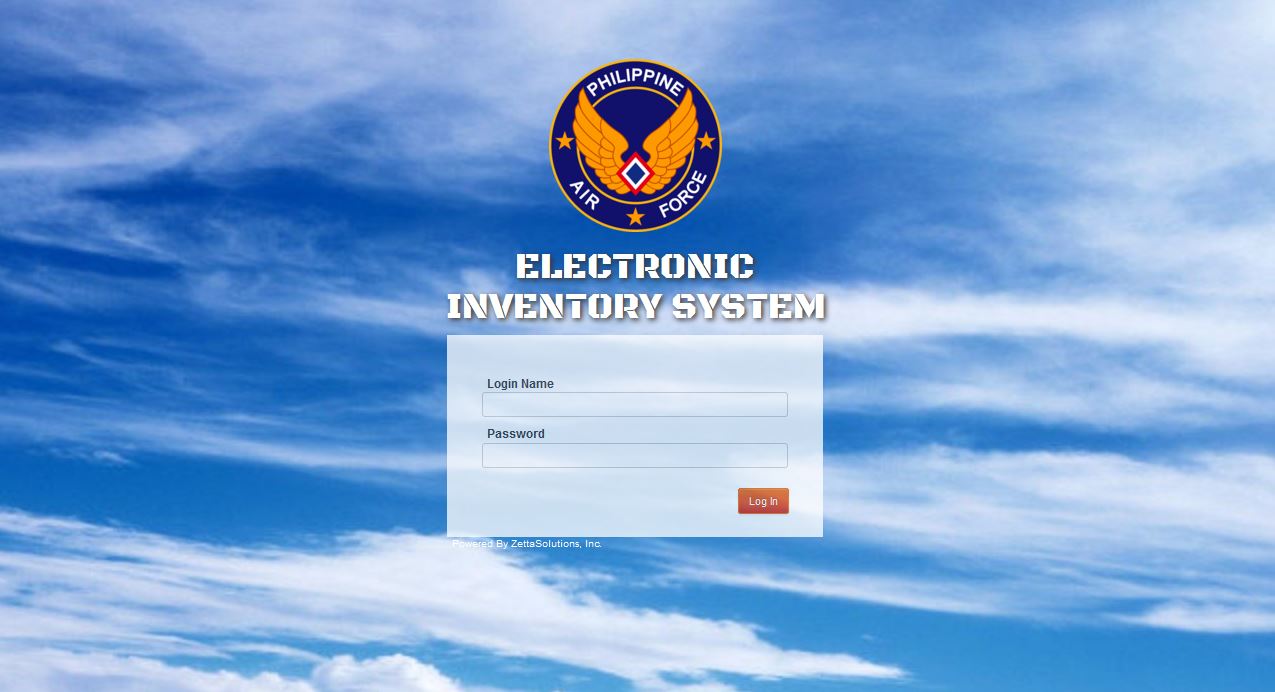 PHILIPPINE
AIR FORCE
ELECTRONIC
INVENTORY SYSTEM
Login Name
Password
Log In
Powered By ZettaSolutions, Inc.